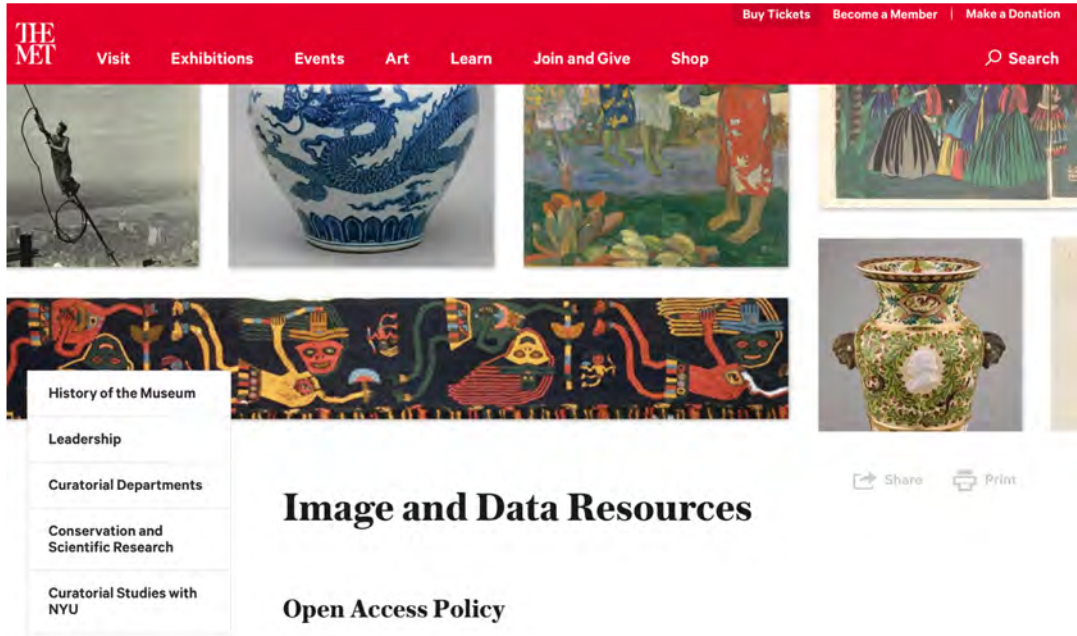 Buy Tickets Become a Member | Make a Donation
THE
MET
Visit Exhibitions Events Art Learn Join and Give Shop Search
History of the Museum
Leadership
Curatorial Departments
Conservation and
Scientific Research
Curatorial Studies with
NYU
Share Print
Image and Data Resources
Open Access Policy